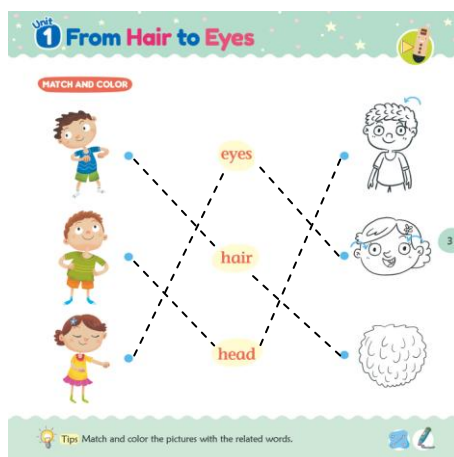 Unit
1 From Hair to Eyes
MATCH AND COLOR
eyes
3
hair
head
Tips Match and color the pictures with the related words.